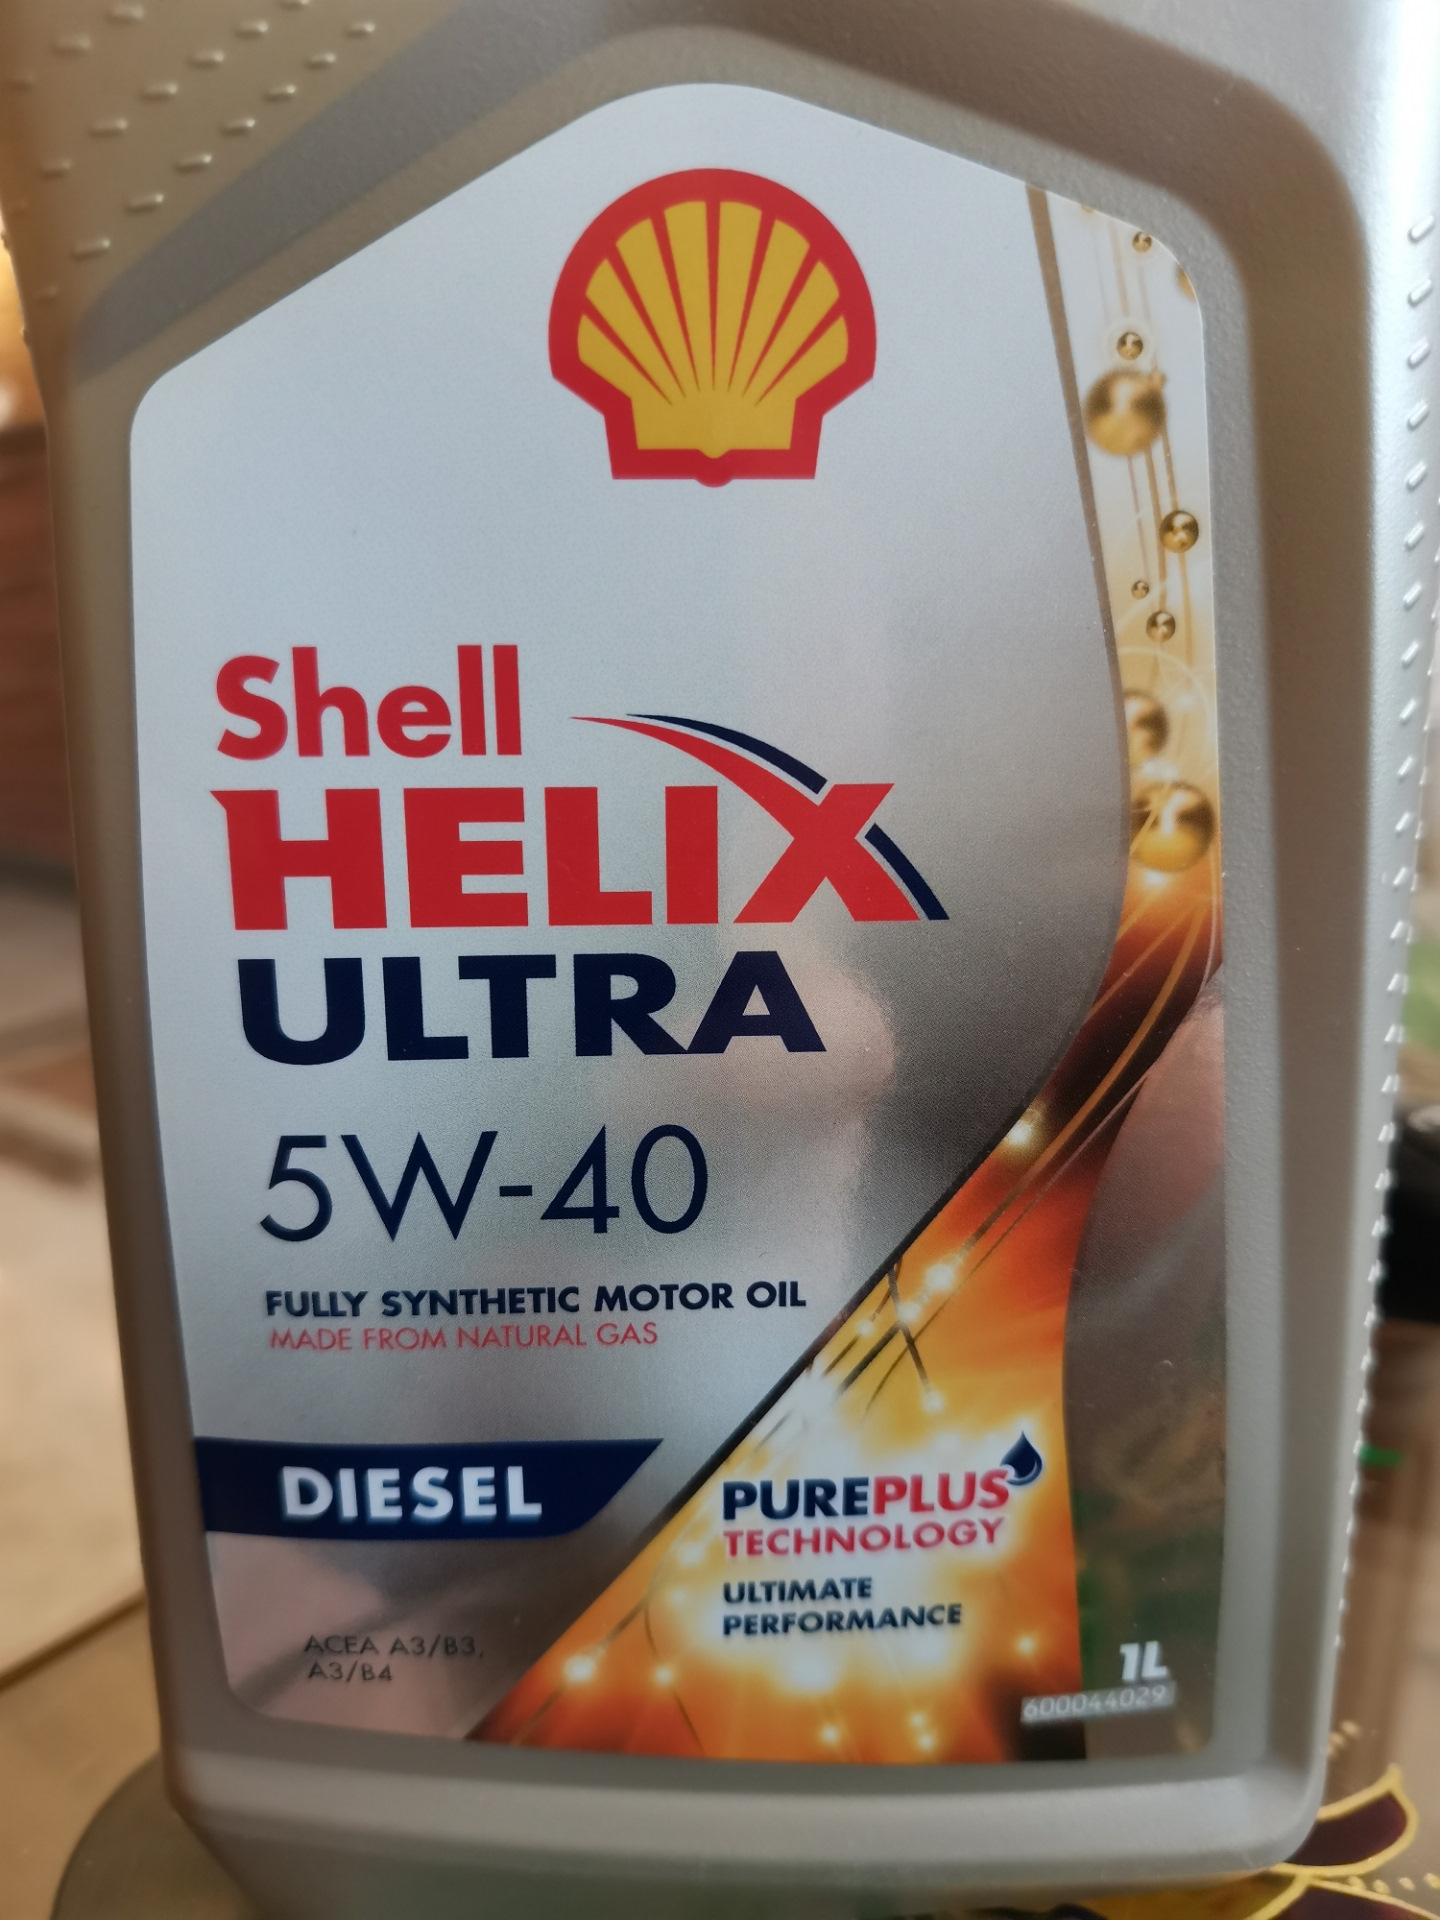 Shell
HELIX
ULTRA
5W-40
FULLY SYNTHETIC MOTOR OIL
MADE FROM NATURAL GAS
DIESEL
PUREPLUS
TECHNOLOGY
ULTIMATE
PERFORMANCE
ACEA A3/B3,
A3/B4
1L
600044029